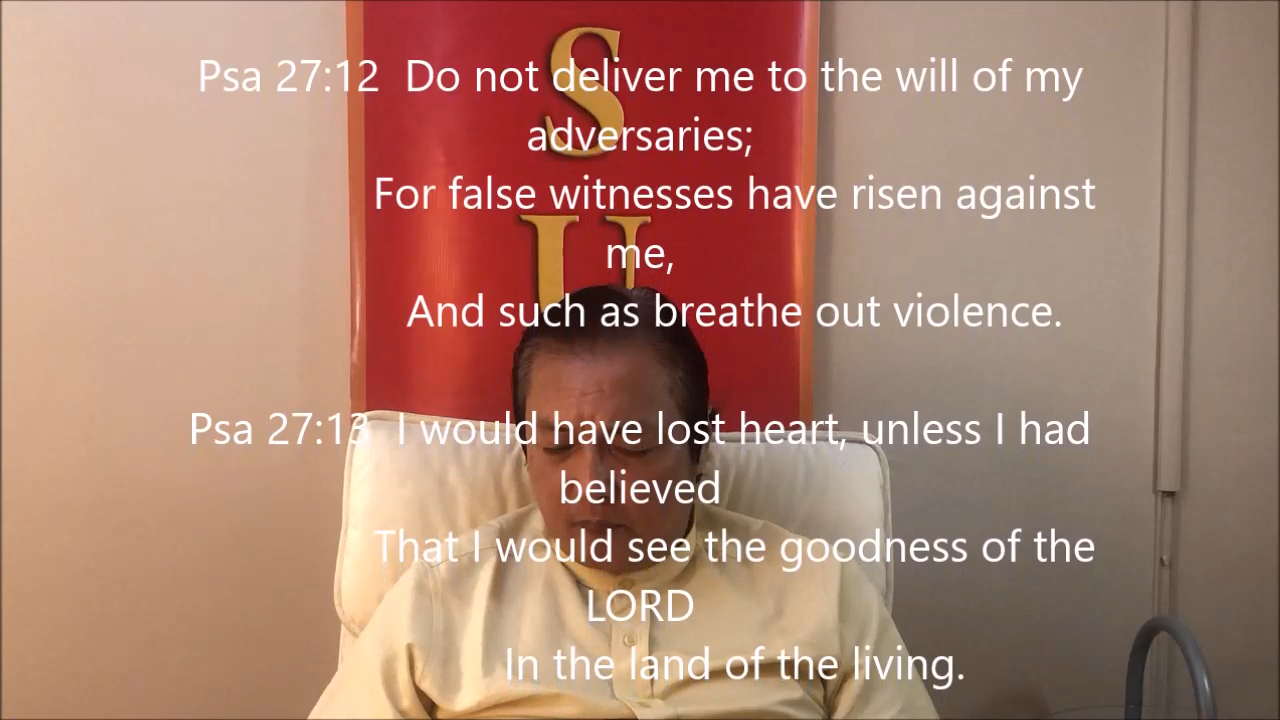 S
U
Psa 27:12 Do not deliver me to the will of my
adversaries;
For false witnesses have risen against
me,
And such as breathe out violence.
Psa 27:13 I would have lost heart, unless I had
believed
That I would see the goodness of the
LORD
In the land of the living.